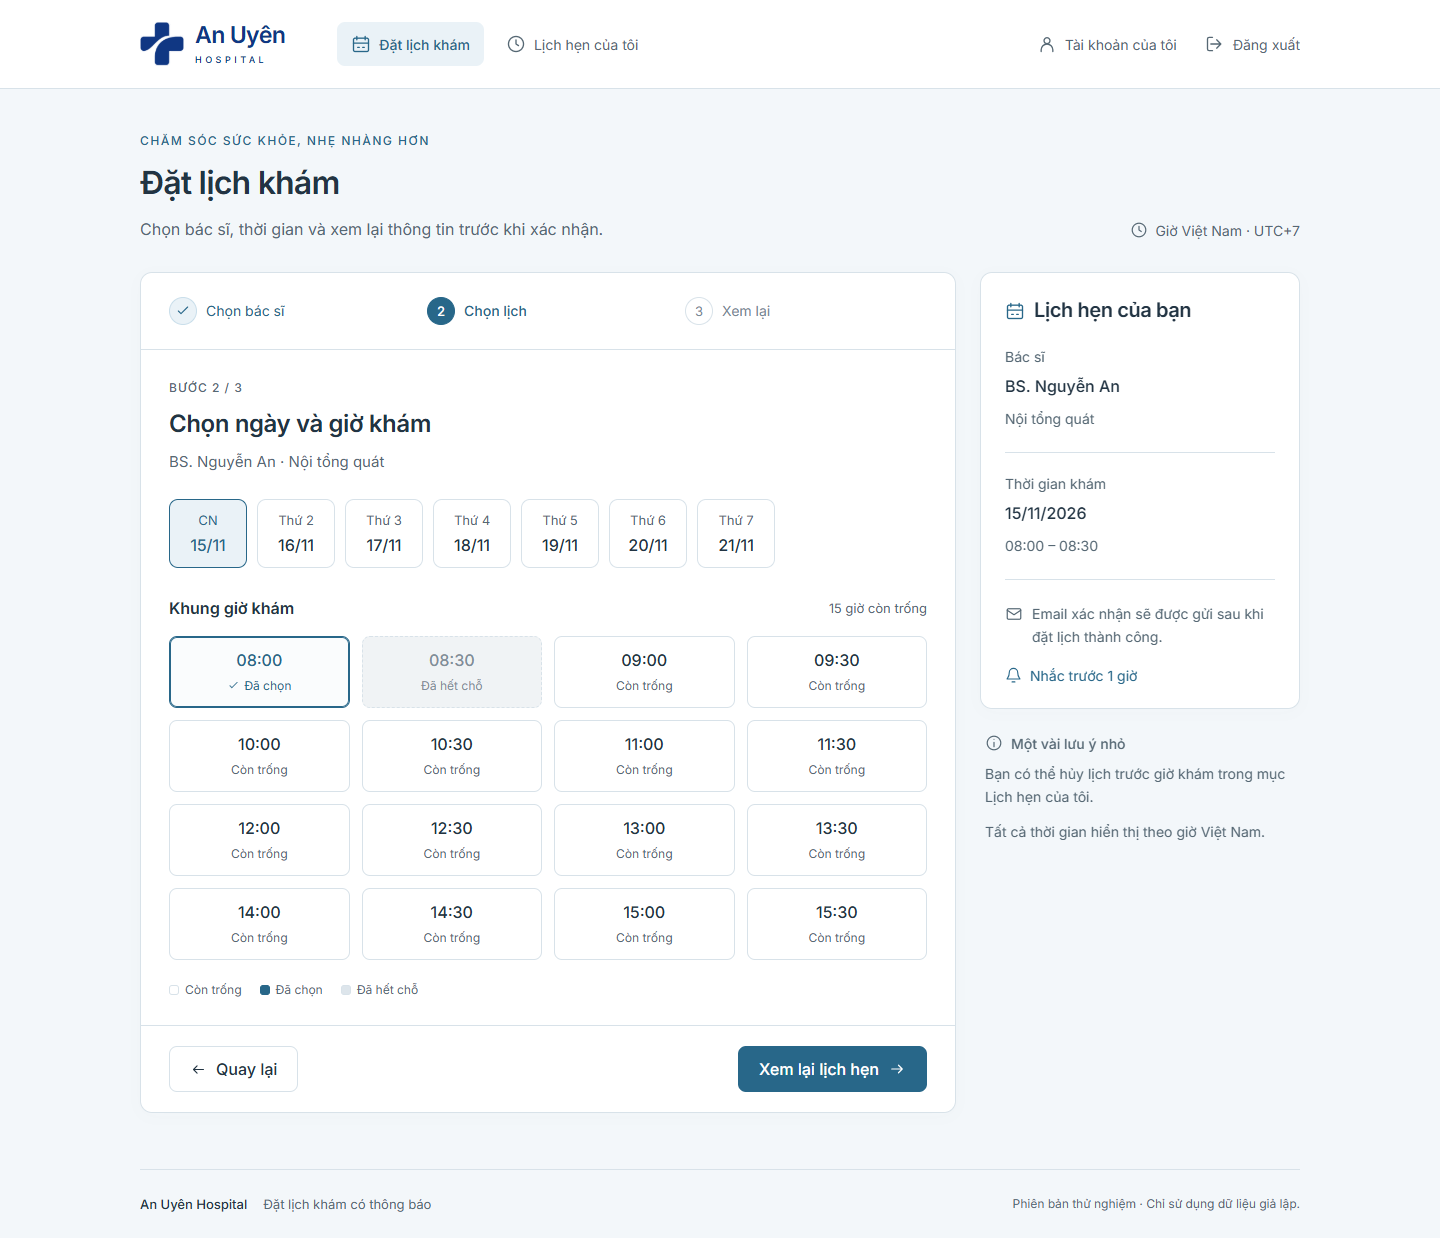 An Uyên
HOSPITAL
Đặt lịch khám
Lịch hẹn của tôi
Tài khoản của tôi
Đăng xuất
CHĂM SÓC SỨC KHỎE, NHẸ NHÀNG HƠN
Đặt lịch khám
Chọn bác sĩ, thời gian và xem lại thông tin trước khi xác nhận.
Giờ Việt Nam · UTC+7
Chọn bác sĩ
2 Chọn lịch
3 Xem lại
BƯỚC 2 / 3
Chọn ngày và giờ khám
BS. Nguyễn An · Nội tổng quát
CN
15/11
Thứ 2
16/11
Thứ 3
17/11
Thứ 4
18/11
Thứ 5
19/11
Thứ 6
20/11
Thứ 7
21/11
Khung giờ khám
15 giờ còn trống
08:00
Đã chọn
08:30
Đã hết chỗ
09:00
Còn trống
09:30
Còn trống
10:00
Còn trống
10:30
Còn trống
11:00
Còn trống
11:30
Còn trống
12:00
Còn trống
12:30
Còn trống
13:00
Còn trống
13:30
Còn trống
14:00
Còn trống
14:30
Còn trống
15:00
Còn trống
15:30
Còn trống
Còn trống
Đã chọn
Đã hết chỗ
Quay lại
Xem lại lịch hẹn
Lịch hẹn của bạn
Bác sĩ
BS. Nguyễn An
Nội tổng quát
Thời gian khám
15/11/2026
08:00 – 08:30
Email xác nhận sẽ được gửi sau khi
đặt lịch thành công.
Nhắc trước 1 giờ
Một vài lưu ý nhỏ
Bạn có thể hủy lịch trước giờ khám trong mục
Lịch hẹn của tôi.
Tất cả thời gian hiển thị theo giờ Việt Nam.
An Uyên Hospital
Đặt lịch khám có thông báo
Phiên bản thử nghiệm · Chỉ sử dụng dữ liệu giả lập.